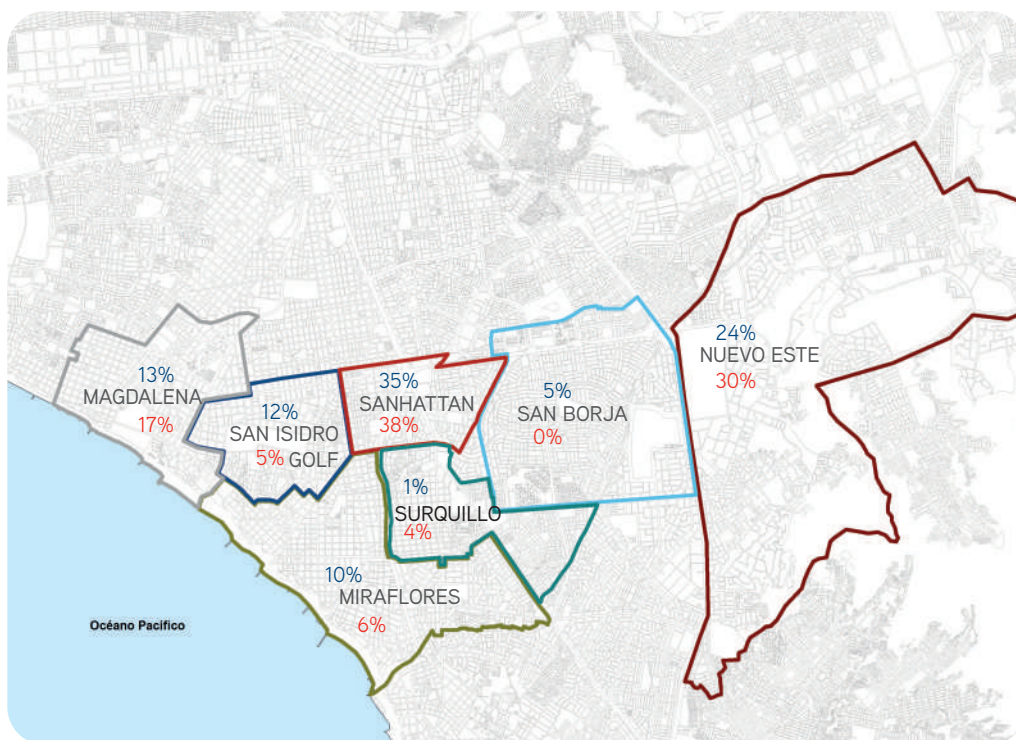 24%
NUEVO ESTE
30%
13%
MAGDALENA
17%
12%
SAN ISIDRO
5% GOLF
35%
SANHATTAN
38%
5%
SAN BORJA
0%
1%
SURQUILLO
4%
10%
MIRAFLORES
6%
Océano Pacífico